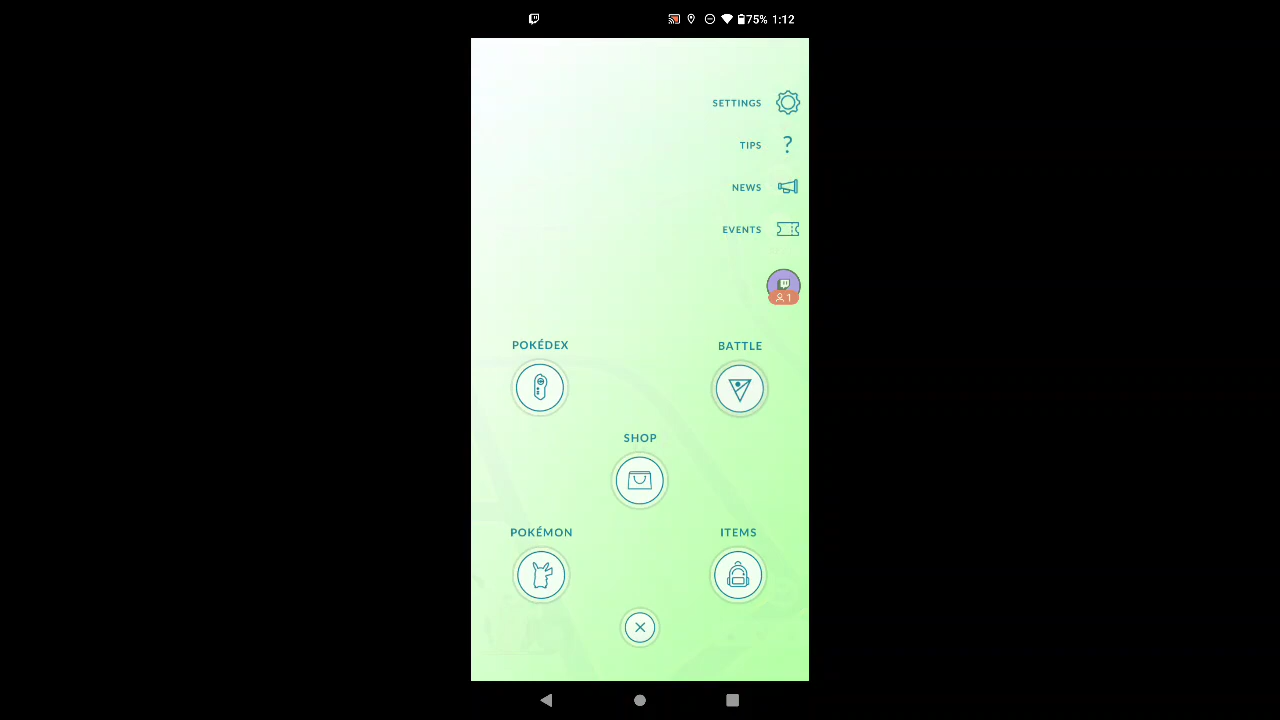 75% 1:12
SETTINGS
TIPS
?
NEWS
EVENTS
1
POKÉDEX
BATTLE
SHOP
POKÉMON
ITEMS